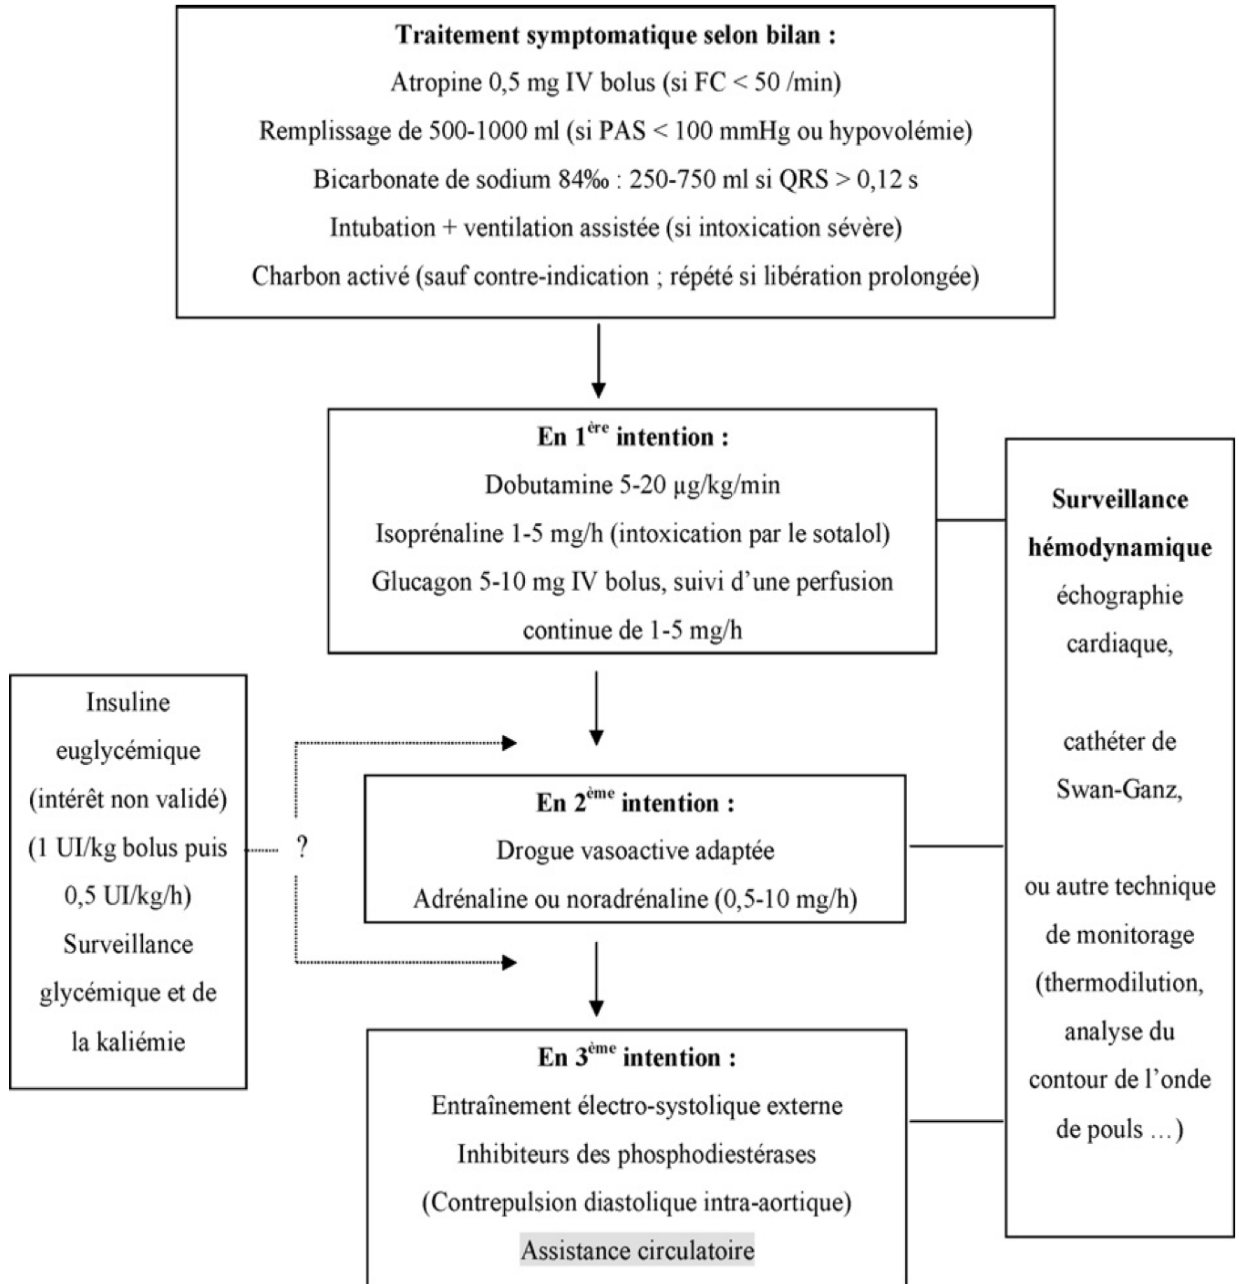 Traitement symptomatique selon bilan :
Atropine 0,5 mg IV bolus (si FC < 50 /min)
Remplissage de 500-1000 ml (si PAS < 100 mmHg ou hypovolémie)
Bicarbonate de sodium 84‰ : 250-750 ml si QRS > 0,12 s
Intubation + ventilation assistée (si intoxication sévère)
Charbon activé (sauf contre-indication ; répété si libération prolongée)
En 1ère intention :
Dobutamine 5-20 µg/kg/min
Isoprénaline 1-5 mg/h (intoxication par le sotalol)
Glucagon 5-10 mg IV bolus, suivi d’une perfusion
continue de 1-5 mg/h
Surveillance
hémodynamique
échographie
cardiaque,
cathéter de
Swan-Ganz,
ou autre technique
de monitorage
(thermodilution,
analyse du
contour de l’onde
de pouls …)
Insuline
euglycémique
(intérêt non validé)
(1 UI/kg bolus puis
0,5 UI/kg/h)
Surveillance
glycémique et de
la kaliémie
?
En 2ème intention :
Drogue vasoactive adaptée
Adrénaline ou noradrénaline (0,5-10 mg/h)
En 3ème intention :
Entraînement électro-systolique externe
Inhibiteurs des phosphodiestérases
(Contrepulsion diastolique intra-aortique)
Assistance circulatoire